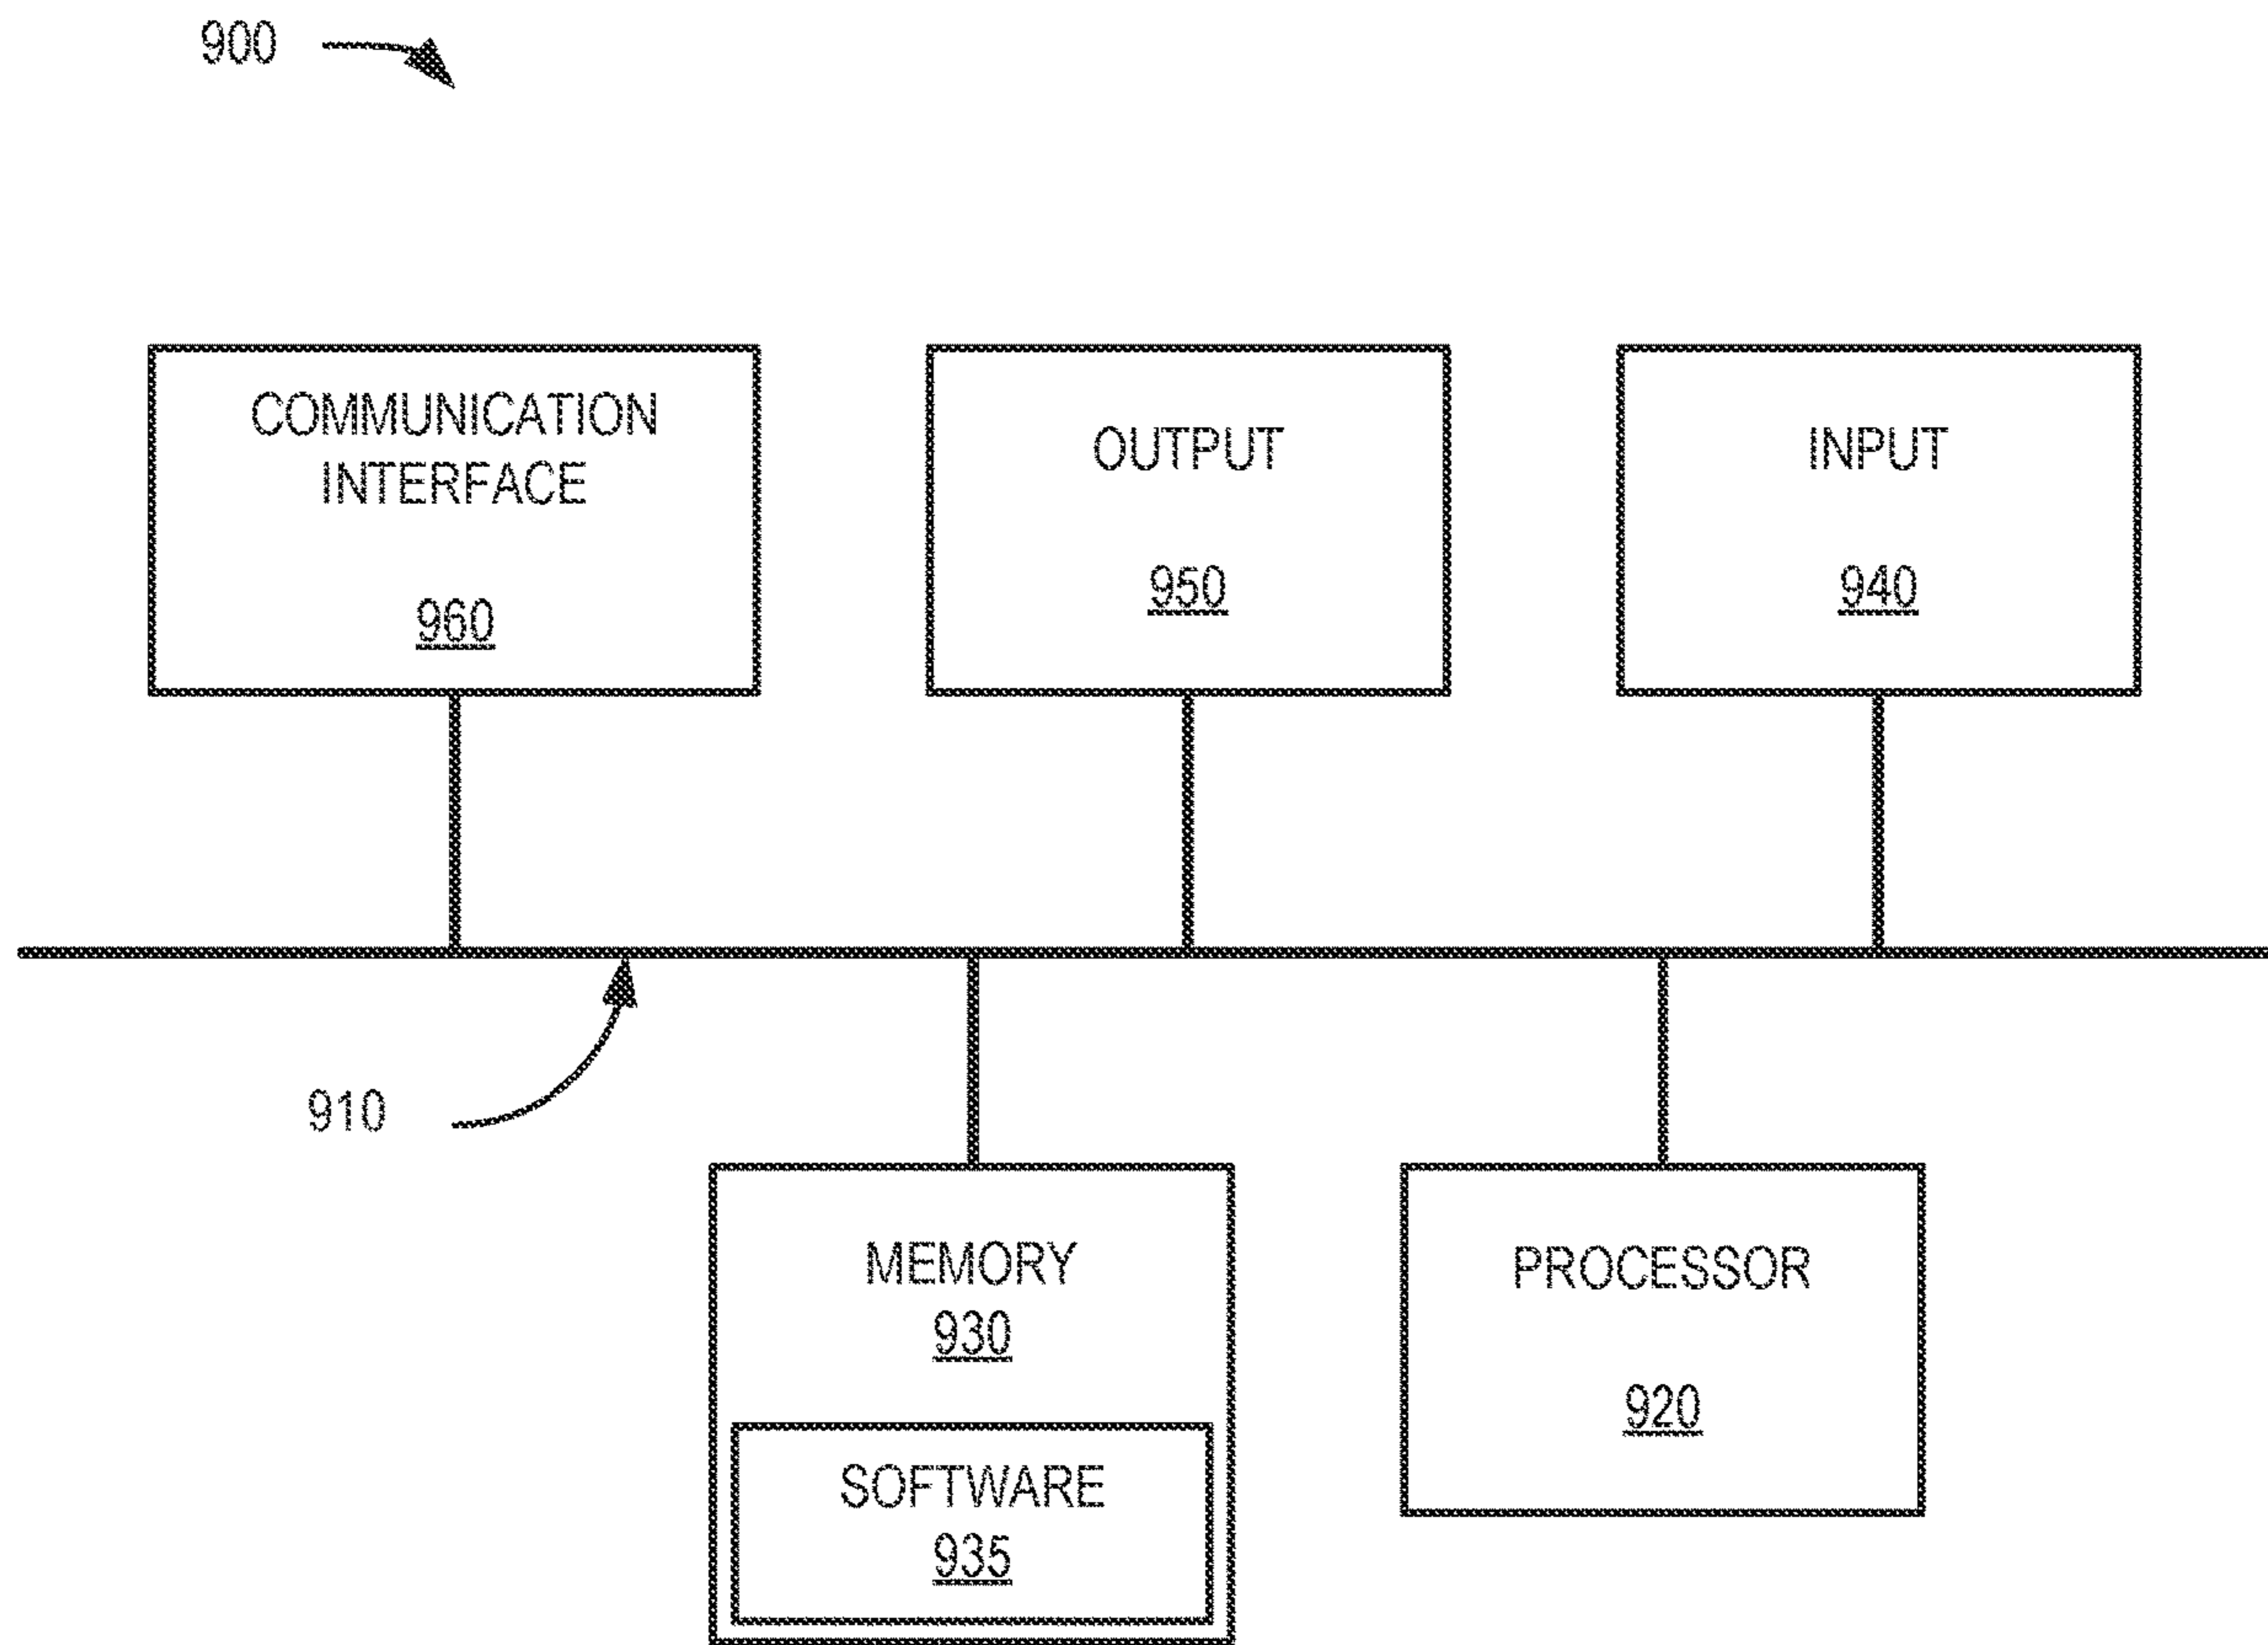 900
COMMUNICATION
INTERFACE
960
OUTPUT
950
INPUT
940
910
MEMORY
930
SOFTWARE
935
PROCESSOR
920